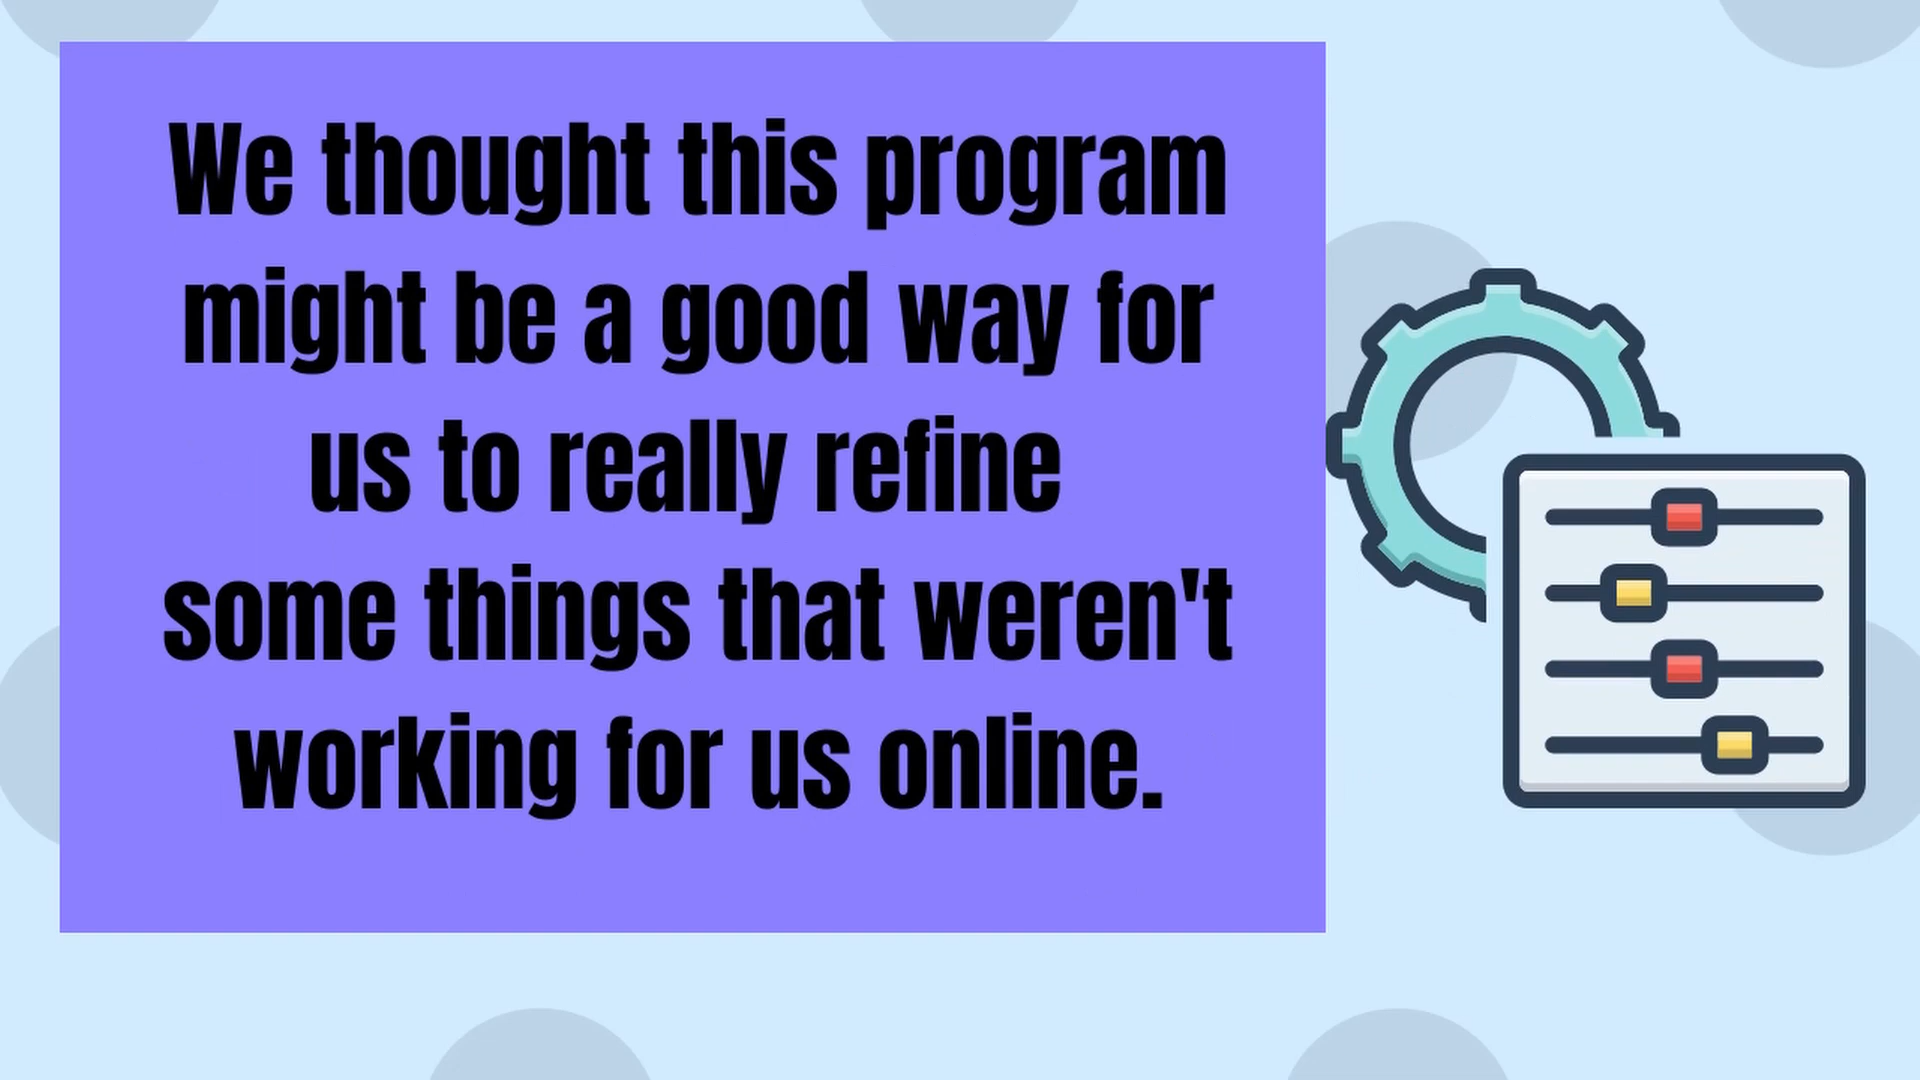 We thought this program
might be a good way for
us to really refine
some things that weren't
working for us online.